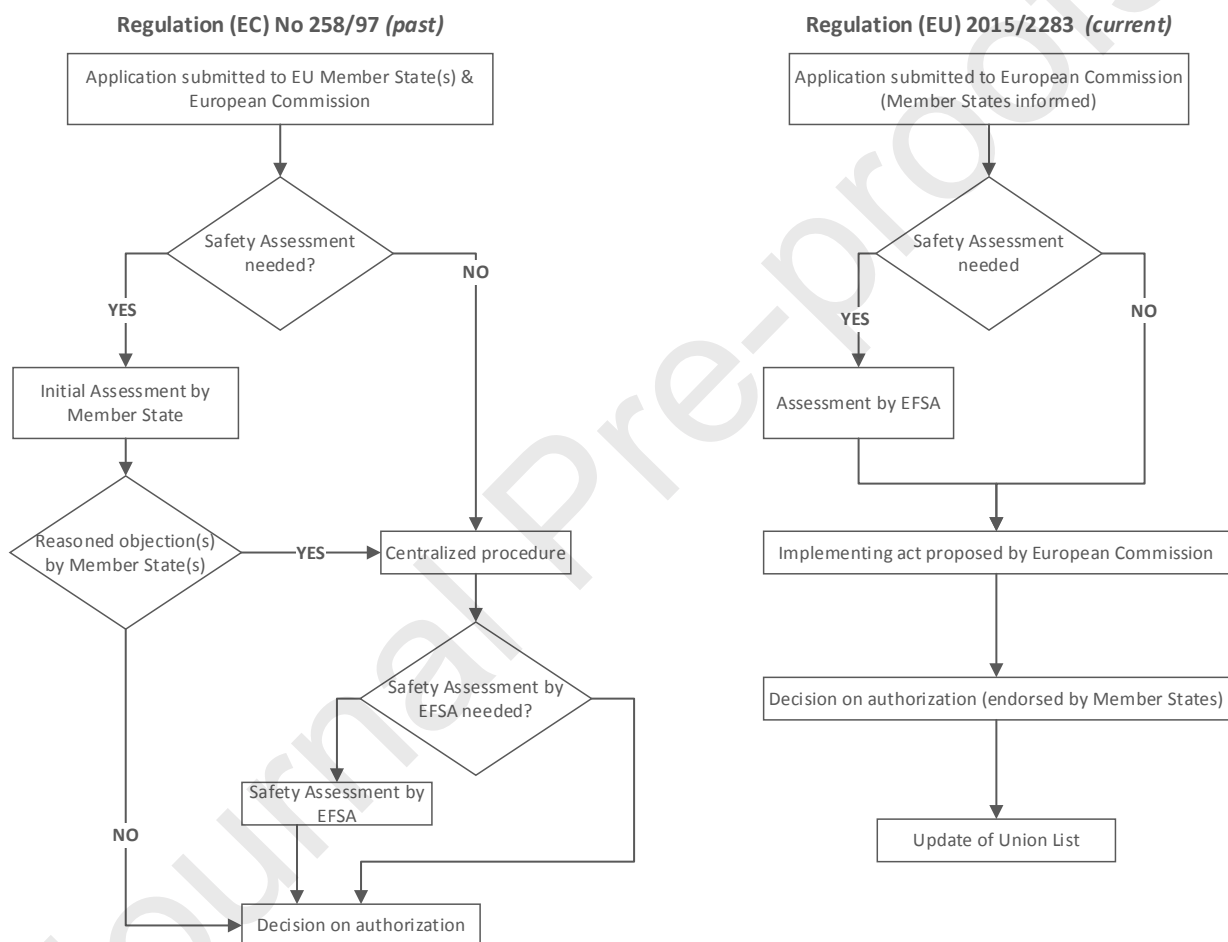 Regulation (EC) No 258/97 (past)
Application submitted to EU Member State(s) &
European Commission
Safety Assessment
needed?
YES
NO
Initial Assessment by
Member State
Reasoned objection(s)
by Member State(s)
YES
Centralized procedure
Safety Assessment by
EFSA needed?
Safety Assessment by
EFSA
NO
Decision on authorization
Regulation (EU) 2015/2283 (current)
Application submitted to European Commission
(Member States informed)
Safety Assessment
needed
YES
NO
Assessment by EFSA
Implementing act proposed by European Commission
Decision on authorization (endorsed by Member States)
Update of Union List
Journal Pre-proofs